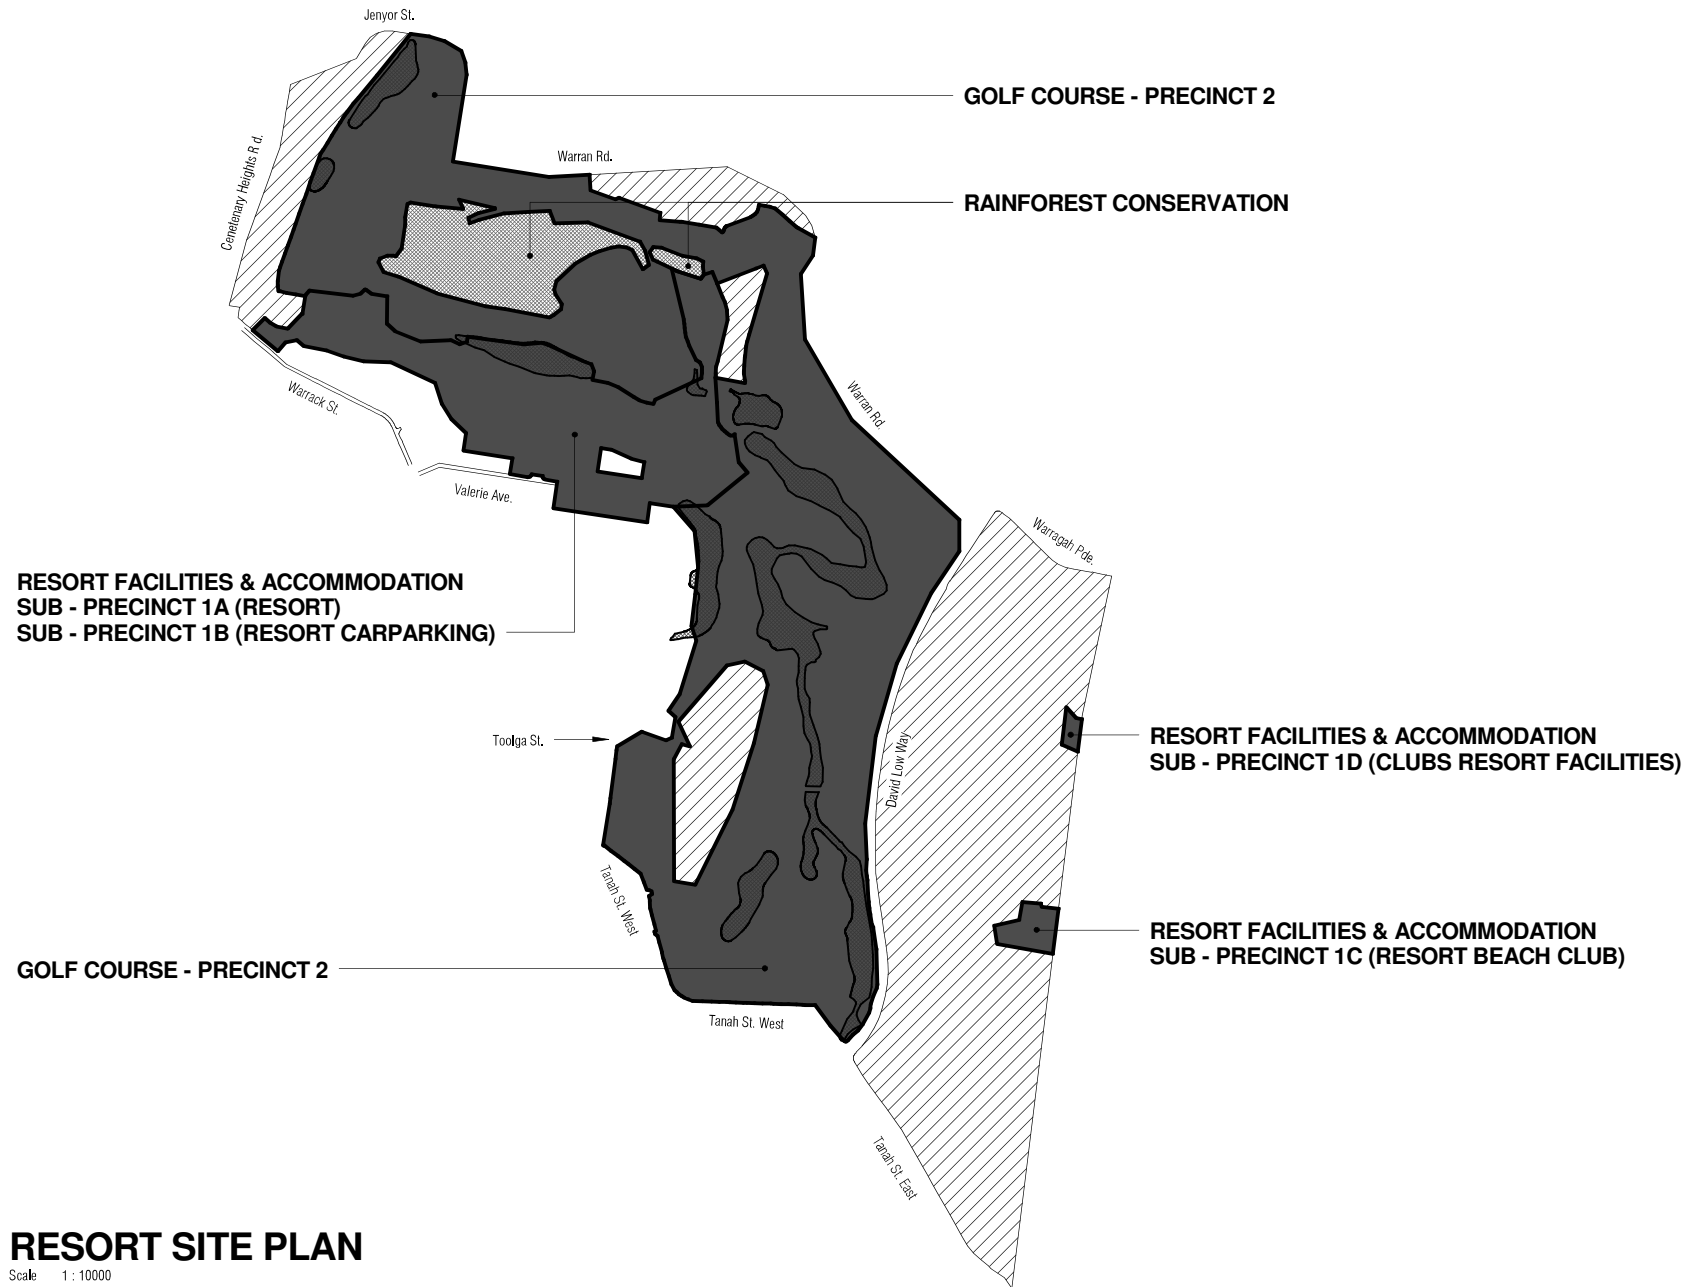 Jenyor St.
GOLF COURSE - PRECINCT 2
Warran Rd.
Cenetenary Heights R d.
RAINFOREST CONSERVATION
Warrack St.
Warran Rd.
Valerie Ave.
Warragah Pde.
RESORT FACILITIES & ACCOMMODATION
SUB - PRECINCT 1A (RESORT)
SUB - PRECINCT 1B (RESORT CARPARKING)
Toolga St.
David Low Way
RESORT FACILITIES & ACCOMMODATION
SUB - PRECINCT 1D (CLUBS RESORT FACILITIES)
Tanah St. West
RESORT FACILITIES & ACCOMMODATION
SUB - PRECINCT 1C (RESORT BEACH CLUB)
GOLF COURSE - PRECINCT 2
Tanah St. West
Tanah St. East
RESORT SITE PLAN
Scale 1 : 10000